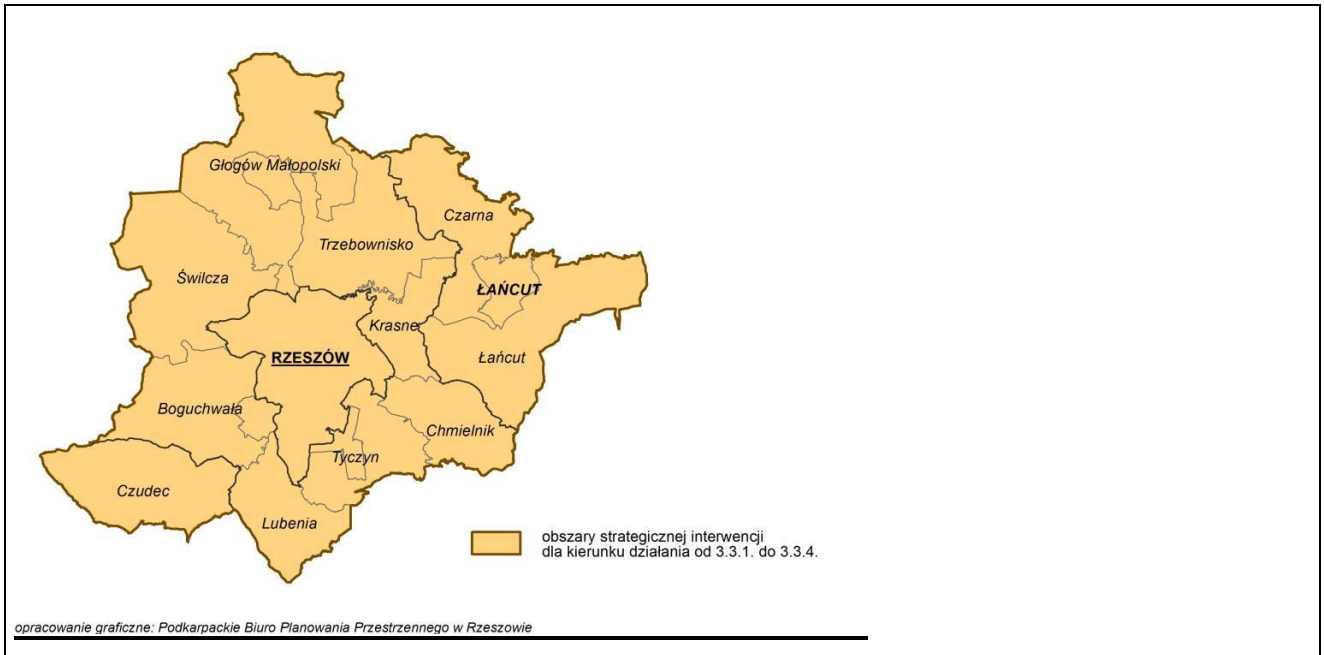 Głogów Małopolski
Czarna
Trzebownisko
Świlcza
ŁAŃCUT
Krasne
RZESZÓW
Łańcut
Boguchwała
Chmielnik
Tyczyn
Czudec
Lubenia
obszary strategicznej interwencji
dla kierunku działania od 3.3.1. do 3.3.4.
opracowanie graficzne: Podkarpackie Biuro Planowania Przestrzennego w Rzeszowie